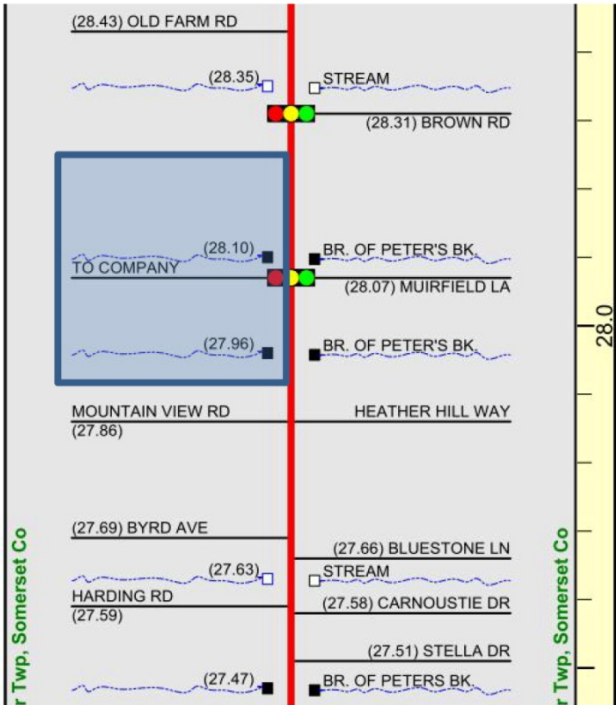 (28.43) OLD FARM RD
(28.35) STREAM
(28.31) BROWN RD
(28.10) BR. OF PETER'S BK.
TO COMPANY
(28.07) MUIRFIELD LA
28.0
(27.96) BR. OF PETER'S BK.
MOUNTAIN VIEW RD HEATHER HILL WAY
(27.86)
(27.69) BYRD AVE
(27.66) BLUESTONE LN
(27.63) STREAM
HARDING RD
(27.59)
(27.58) CARNOUSTIE DR
(27.51) STELLA DR
(27.47) BR. OF PETERS BK.
r Twp, Somerset Co
r Twp, Somerset Co